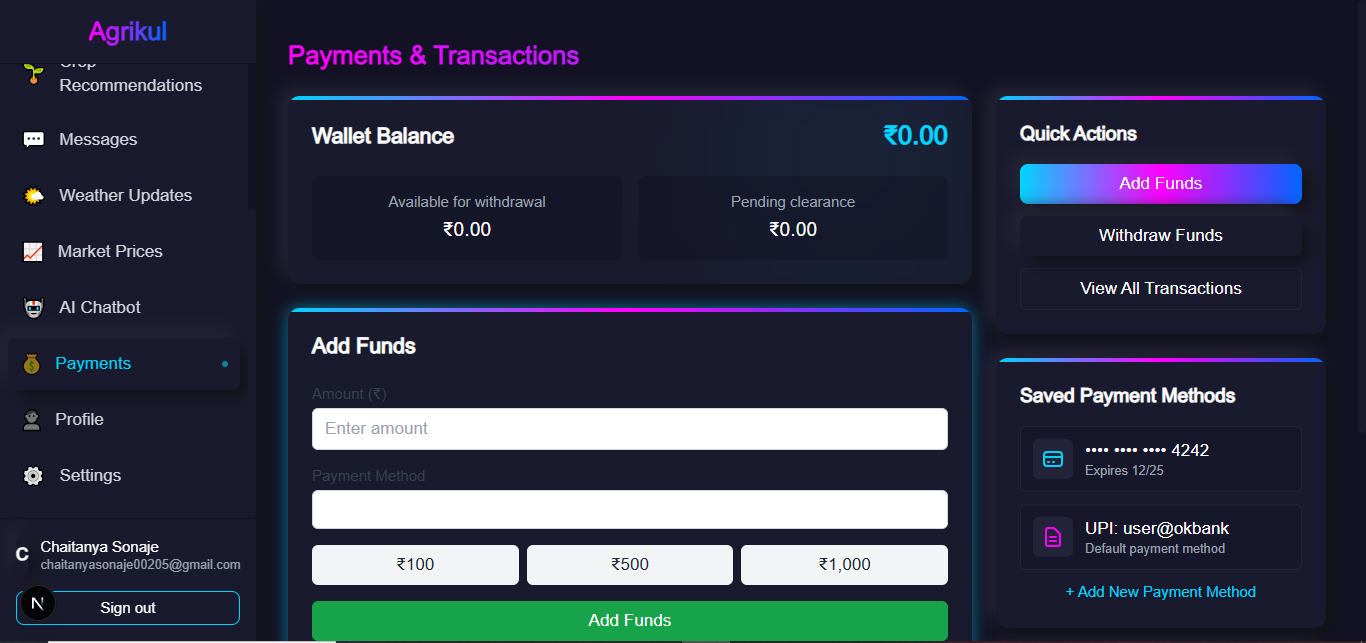 Agrikul
Crop
Recommendations
Messages
Weather Updates
Market Prices
AI Chatbot
Payments
Profile
Settings
C
Chaitanya Sonaje
chaitanyasonaje00205@gmail.com
N
Sign out
Payments & Transactions
Wallet Balance
₹0.00
Available for withdrawal
₹0.00
Pending clearance
₹0.00
Add Funds
Amount (₹)
Enter amount
Payment Method
₹100
₹500
₹1,000
Add Funds
Quick Actions
Add Funds
Withdraw Funds
View All Transactions
Saved Payment Methods
•••• •••• •••• 4242
Expires 12/25
UPI: user@okbank
Default payment method
+ Add New Payment Method